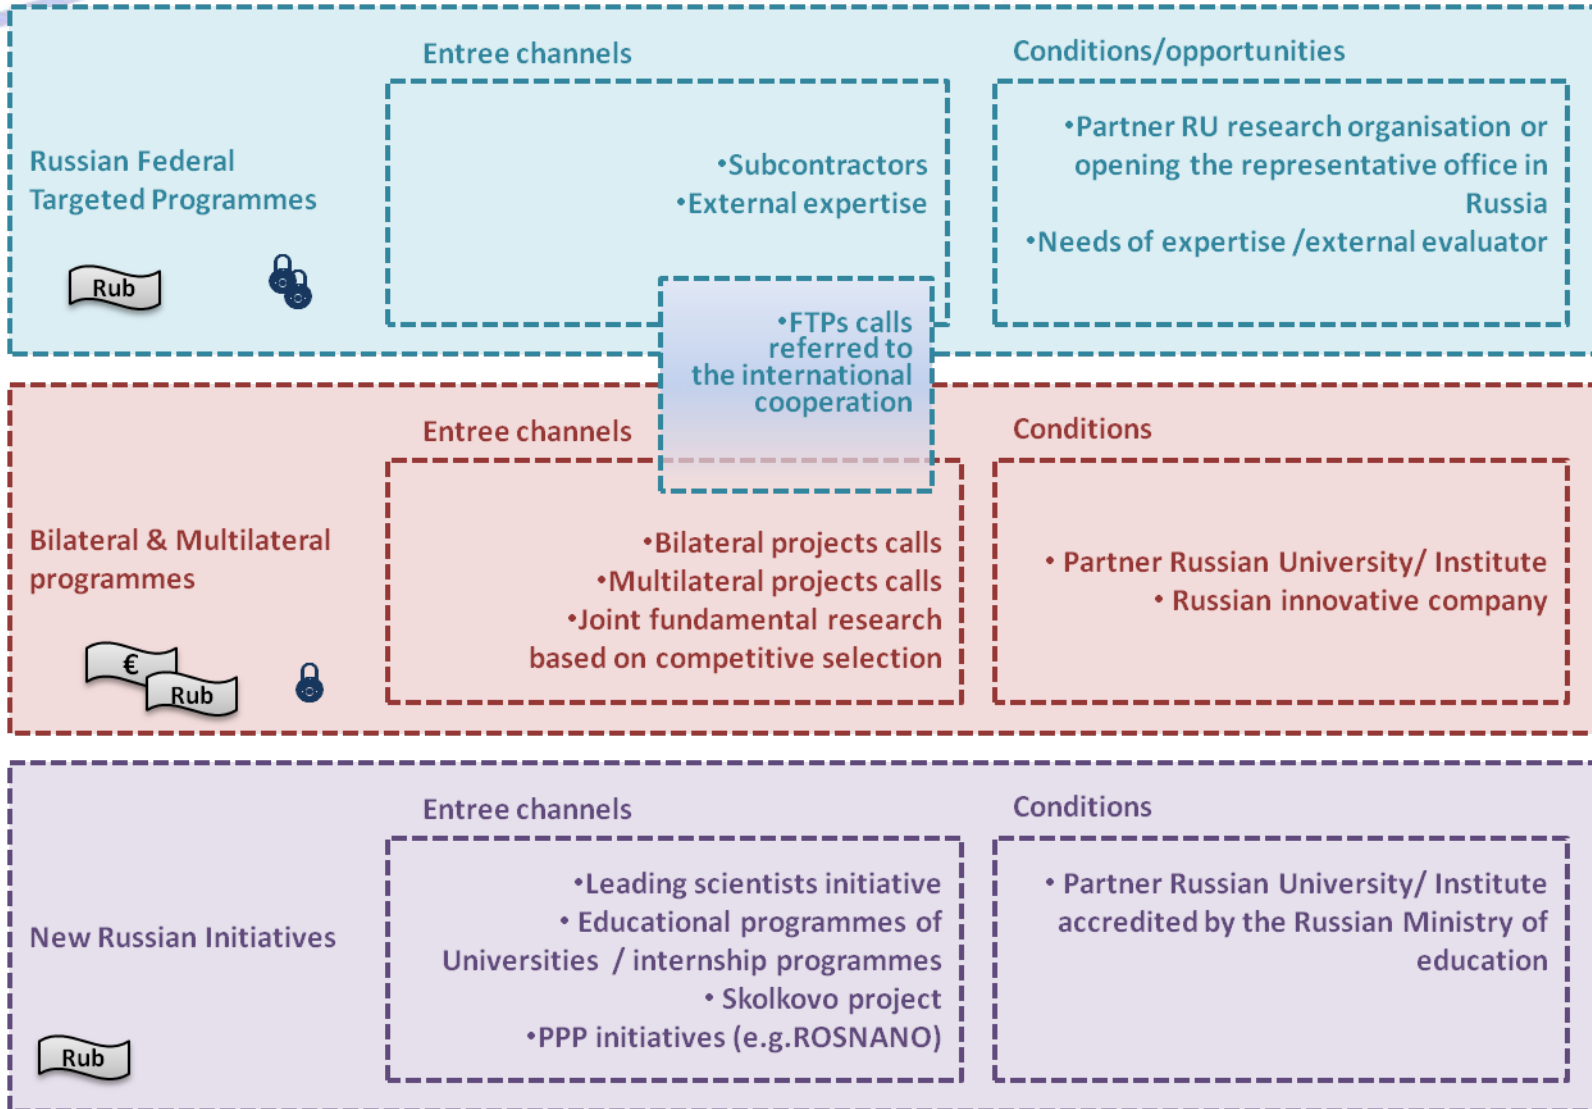 Entree channels
Conditions/opportunities
Russian Federal
Targeted Programmes
Rub
•Subcontractors
•External expertise
•Partner RU research organisation or
opening the representative office in
Russia
•Needs of expertise /external evaluator
•FTPs calls
referred to
the international
cooperation
Entree channels
Conditions
Bilateral & Multilateral
programmes
€
Rub
•Bilateral projects calls
•Multilateral projects calls
•Joint fundamental research
based on competitive selection
• Partner Russian University/ Institute
• Russian innovative company
Entree channels
Conditions
New Russian Initiatives
Rub
•Leading scientists initiative
• Educational programmes of
Universities / internship programmes
• Skolkovo project
•PPP initiatives (e.g.ROSNANO)
• Partner Russian University/ Institute
accredited by the Russian Ministry of
education